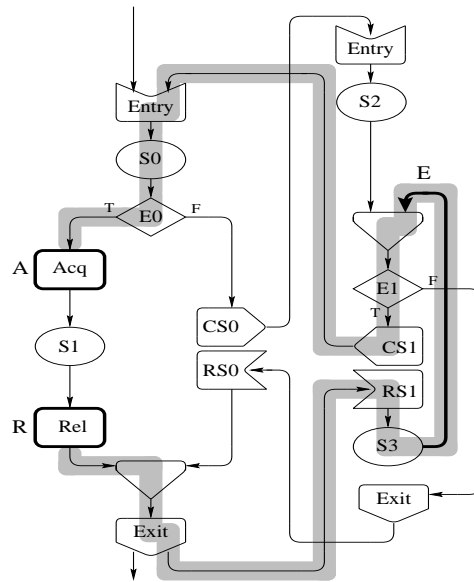 Entry
S0
T
E0
F
A
Acq
S1
R
Rel
Exit
CS0
RS0
Entry
S2
E
E1
F
T
CS1
RS1
S3
Exit